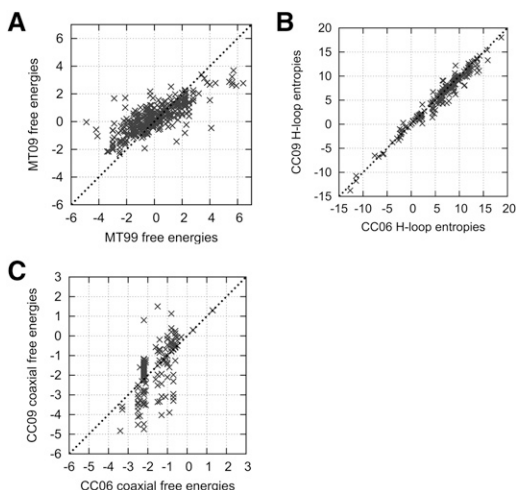 A
MT09 free energies
6
4
2
0
-2
-4
-6
-6 -4 -2 0 2 4 6
MT99 free energies
B
CC09 H-loop entropies
20
15
10
5
0
-5
-10
-15
-15 -10 -5 0 5 10 15 20
CC06 H-loop entropies
C
CC09 coaxial free energies
3
2
1
0
-1
-2
-3
-4
-5
-6
-6 -5 -4 -3 -2 -1 0 1 2 3
CC06 coaxial free energies